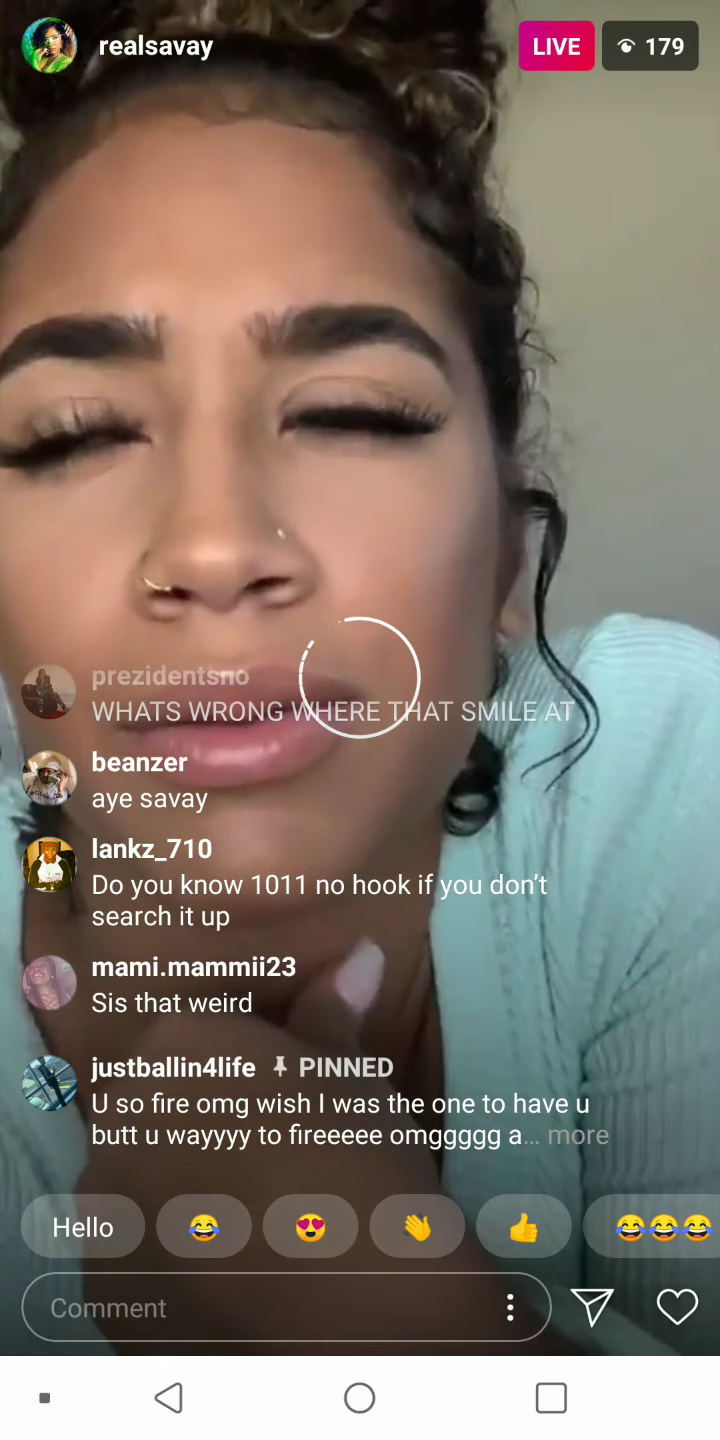 realsavay
LIVE
179
prezidentsno
WHATS WRONG WHERE THAT SMILE AT
beanzer
aye savay
lankz_710
Do you know 1011 no hook if you don't
search it up
mami.mammii23
Sis that weird
justballin4life PINNED
U so fire omg wish I was the one to have u
butt u wayyyy to fireeeee omggggg a... more
Hello
Comment